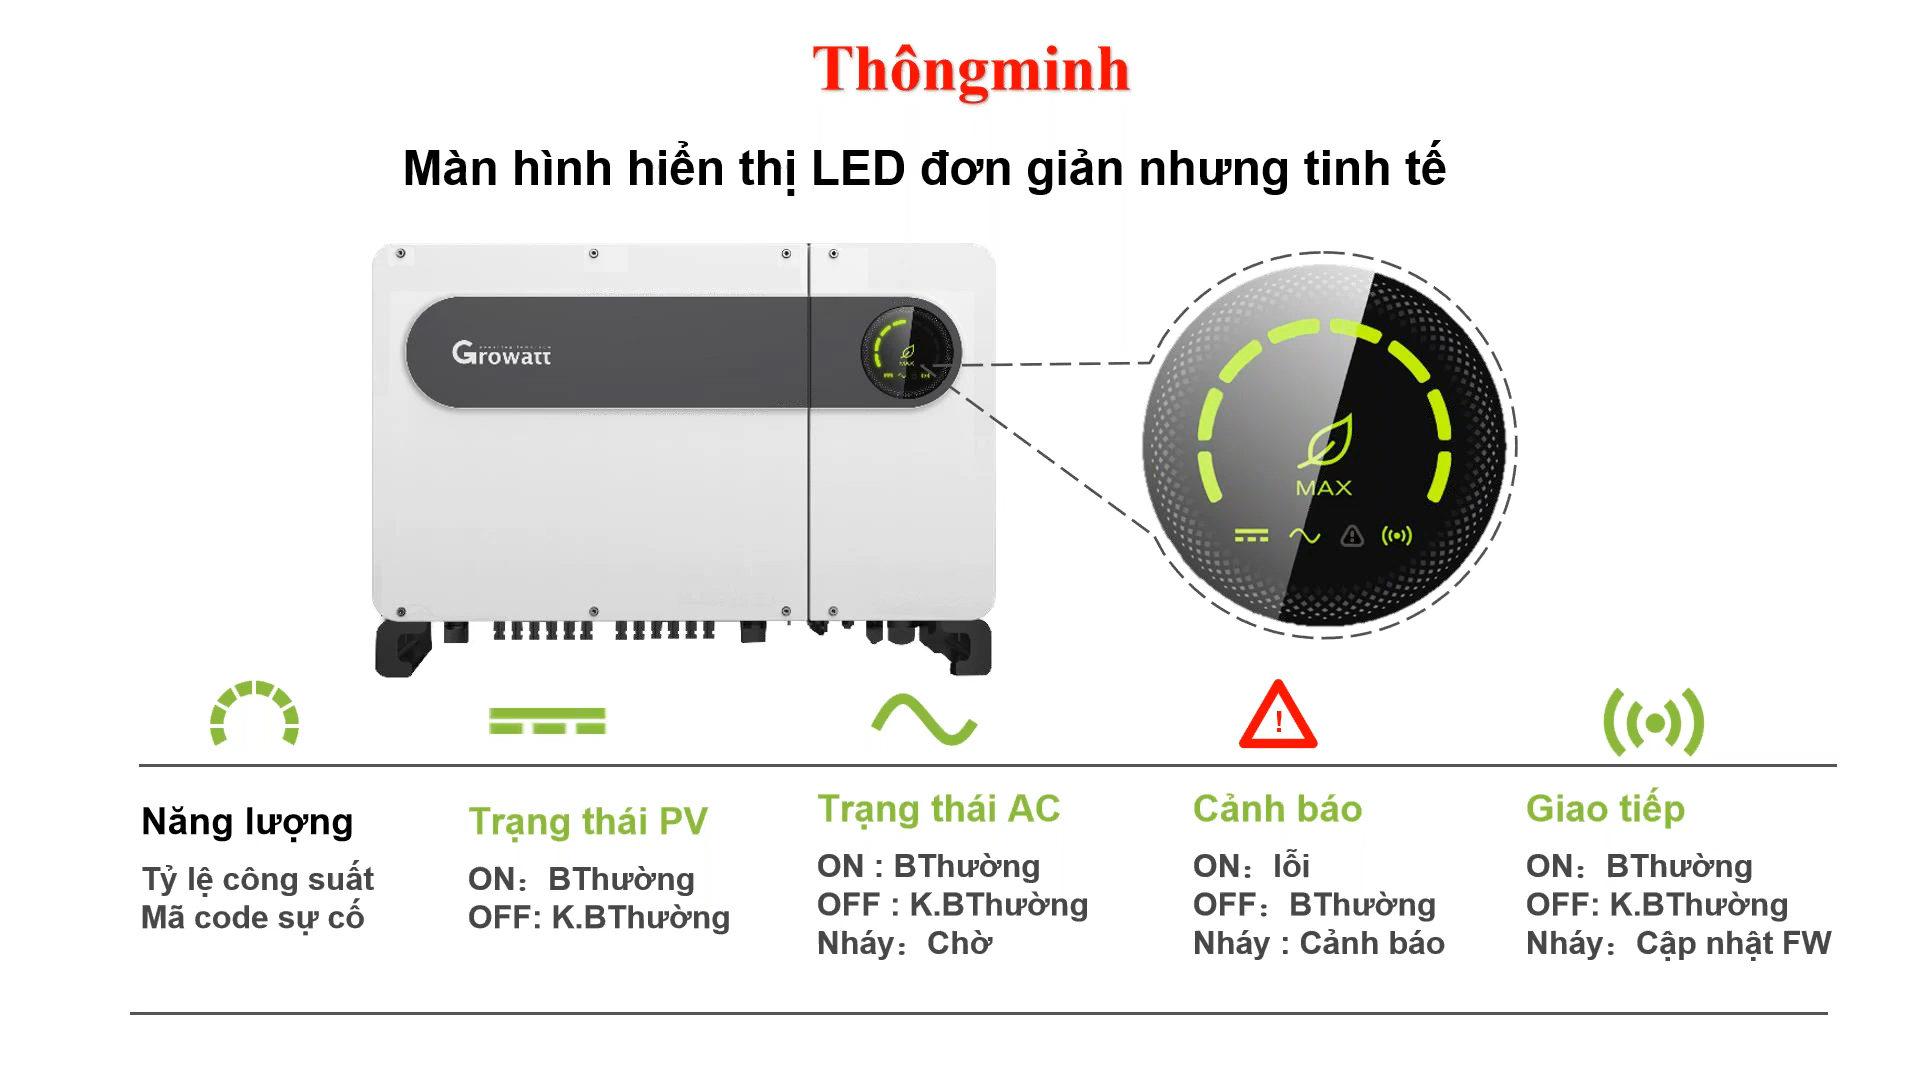 Thôngminh
Màn hình hiển thị LED đơn giản nhưng tinh tế
Growatt
MAX
MAX
Năng lượng
Tỷ lệ công suất
Mã code sự cố
Trạng thái PV
ON：BThường
OFF: K.BThường
Trạng thái AC
ON : BThường
OFF : K.BThường
Nháy：Chờ
Cảnh báo
ON：lỗi
OFF：BThường
Nháy : Cảnh báo
Giao tiếp
ON：BThường
OFF: K.BThường
Nháy：Cập nhật FW